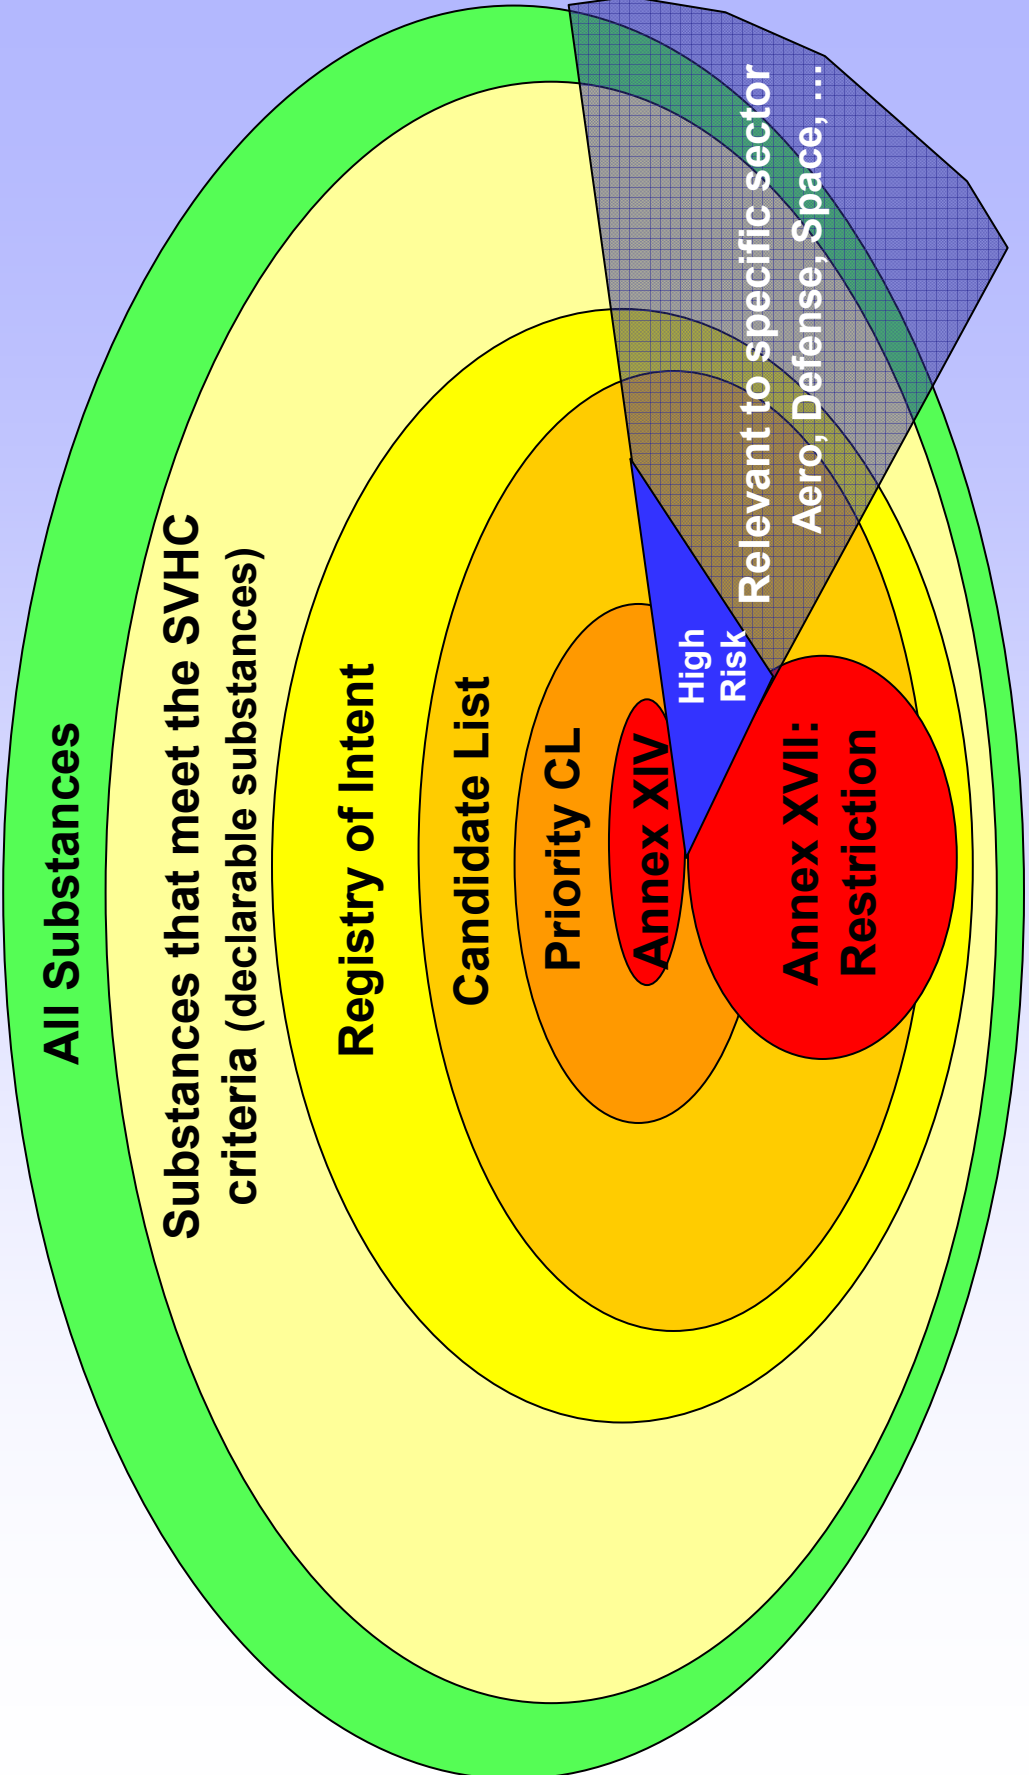 All Substances
Substances that meet the SVHC
criteria (declarable substances)
Registry of Intent
Candidate List
Priority CL
Annex XIV
High
Risk
Relevant to specific sector
Aero, Defense, Space, …
Annex XVII:
Restriction